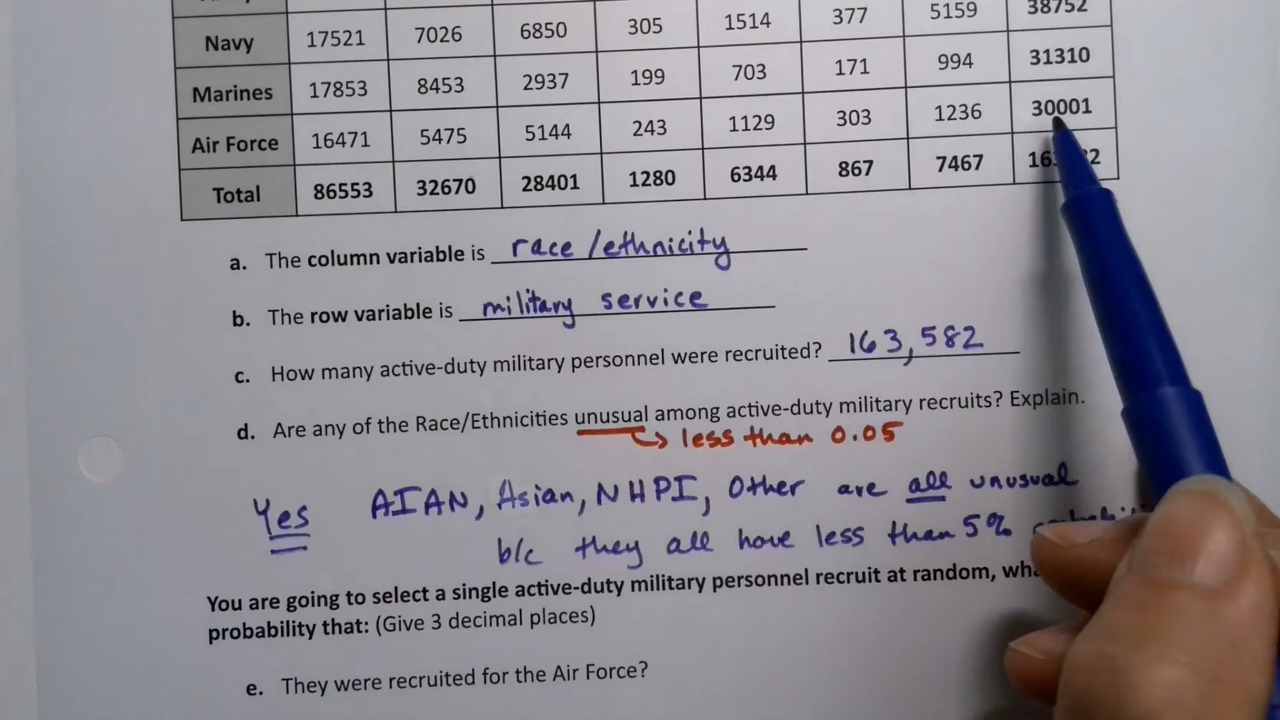 38752
Navy 17521 7026 6850 305 1514 377 5159
Marines 17853 8453 2937 199 703 171 994 31310
Air Force 16471 5475 5144 243 1129 303 1236 30001
Total 86553 32670 28401 1280 6344 867 7467
a. The column variable is race/ethnicity
b. The row variable is military service
c. How many active-duty military personnel were recruited? 163,582
d. Are any of the Race/Ethnicities unusual among active-duty military recruits? Explain.
→ less than 0.05
Yes AIAN, Asian, NHPI, Other are all unusual
b/c they all have less than 5%
You are going to select a single active-duty military personnel recruit at random,
probability that: (Give 3 decimal places)
e. They were recruited for the Air Force?